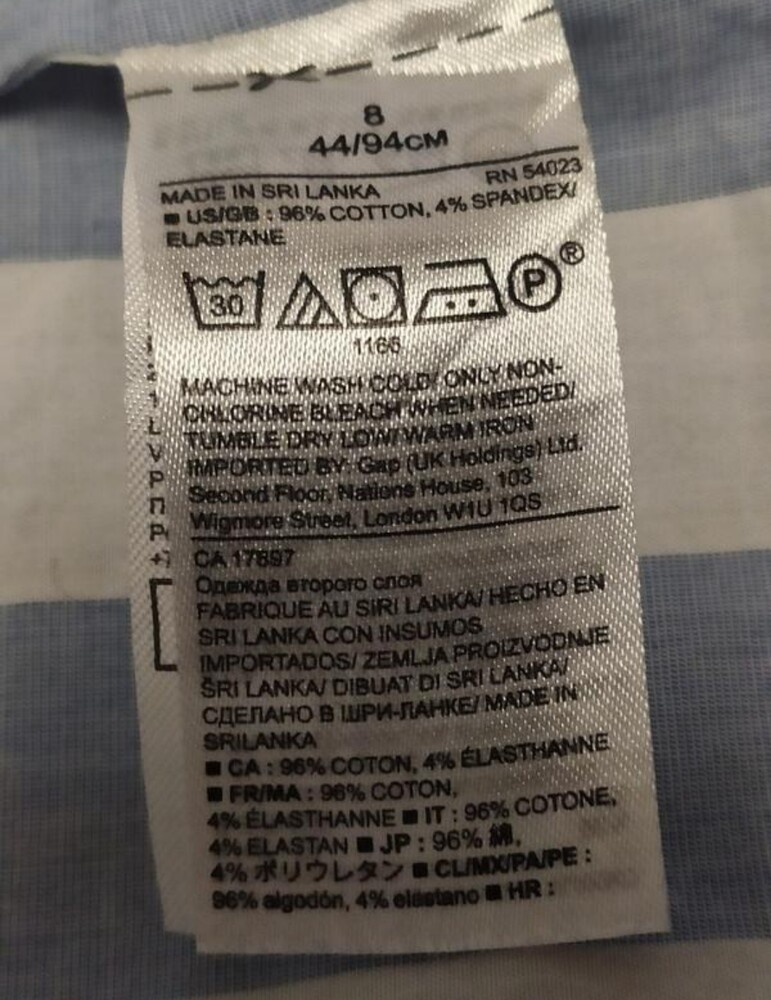 8
44/94CM
RN 54023
MADE IN SRI LANKA
■ US/GB : 96% COTTON, 4% SPANDEX/
ELASTANE
30
P®
1166
MACHINE WASH COLD/ ONLY NON-
CHLORINE BLEACH WHEN NEEDED/
TUMBLE DRY LOW/ WARM IRON
IMPORTED BY: Gap (UK Holdings) Ltd.
Second Floor, Nations House, 103
Wigmore Street, London W1U 1QS
CA 17897
Одежда второго слоя
FABRIQUE AU SRI LANKA/ HECHO EN
SRI LANKA CON INSUMOS
IMPORTADOS/ ZEMLJA PROIZVODNJE
ŠRI LANKA/ DIBUAT DI SRI LANKA/
СДЕЛАНО В ШРИ-ЛАНКЕ/ MADE IN
SRILANKA
■ CA : 96% COTON, 4% ÉLASTHANNE
■ FR/MA : 96% COTON,
4% ÉLASTHANNE ■ IT : 96% COTONE,
4% ELASTAN ■ JP : 96% 綿,
4% ポリウレタン ■ CL/MX/PA/PE :
96% algodón, 4% elastano ■ HR :